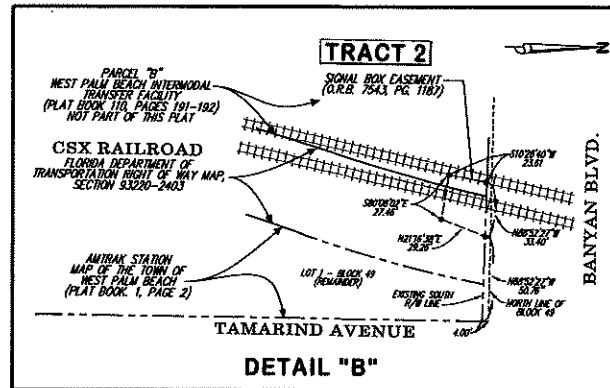 TRACT 2
PARCEL "B"
WEST PALM BEACH INTERMODAL
TRANSFER FACILITY
(PLAT BOOK 110, PAGES 191-192)
NOT PART OF THIS PLAT
SIGNAL BOX EASEMENT
(O.R.B. 7543, PG. 1187)
N
CSX RAILROAD
FLORIDA DEPARTMENT OF
TRANSPORTATION RIGHT OF WAY MAP,
SECTION 93220-2403
S10°28'40"W
23.61
BANYAN BLVD.
S80°08'02"E
27.46
N21°16'38"E
29.26
N88°52'27"W
33.40'
AMTRAK STATION
MAP OF THE TOWN OF
WEST PALM BEACH
(PLAT BOOK. 1, PAGE 2)
LOT 1 - BLOCK 49
(REMAINDER)
N88°52'27"W
50.76'
EXISTING SOUTH
R/W LINE
NORTH LINE OF
BLOCK 49
4.00'
TAMARIND AVENUE
DETAIL "B"